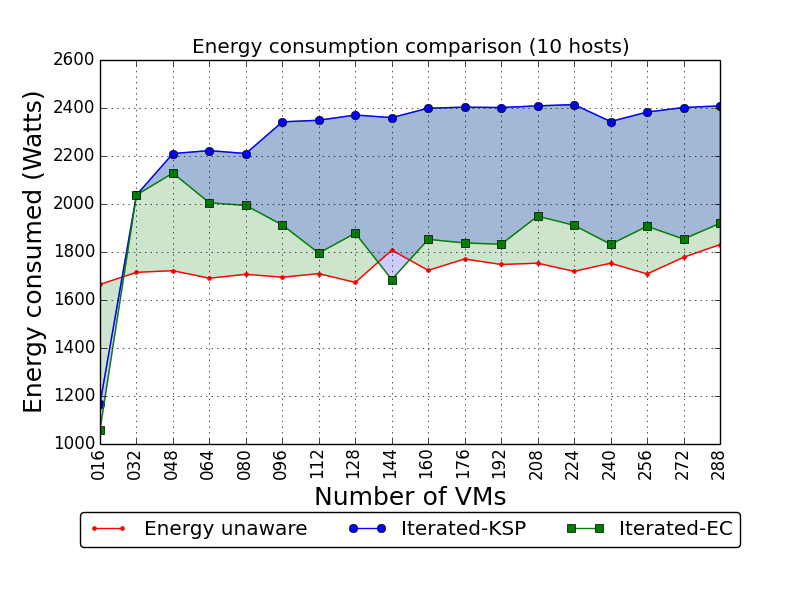 Energy consumption comparison (10 hosts)
Energy consumed (Watts)
2600
2400
2200
2000
1800
1600
1400
1200
1000
016 032 048 064 080 096 112 128 144 160 176 192 208 224 240 256 272 288
Number of VMs
Energy unaware Iterated-KSP Iterated-EC